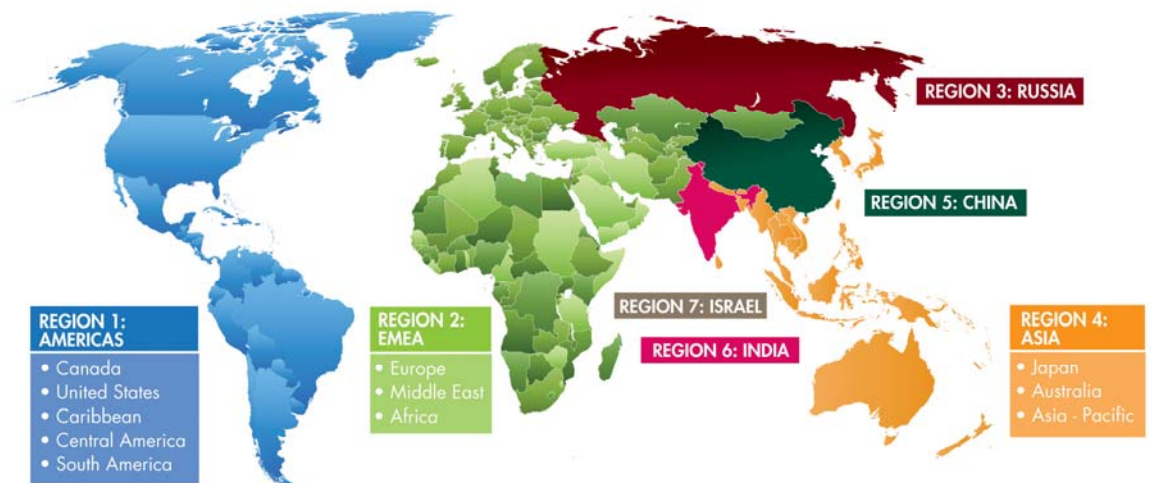 REGION 3: RUSSIA
REGION 5: CHINA
REGION 7: ISRAEL
REGION 6: INDIA
REGION 1:
AMERICAS
• Canada
• United States
• Caribbean
• Central America
• South America
REGION 2:
EMEA
• Europe
• Middle East
• Africa
REGION 4:
ASIA
• Japan
• Australia
• Asia - Pacific